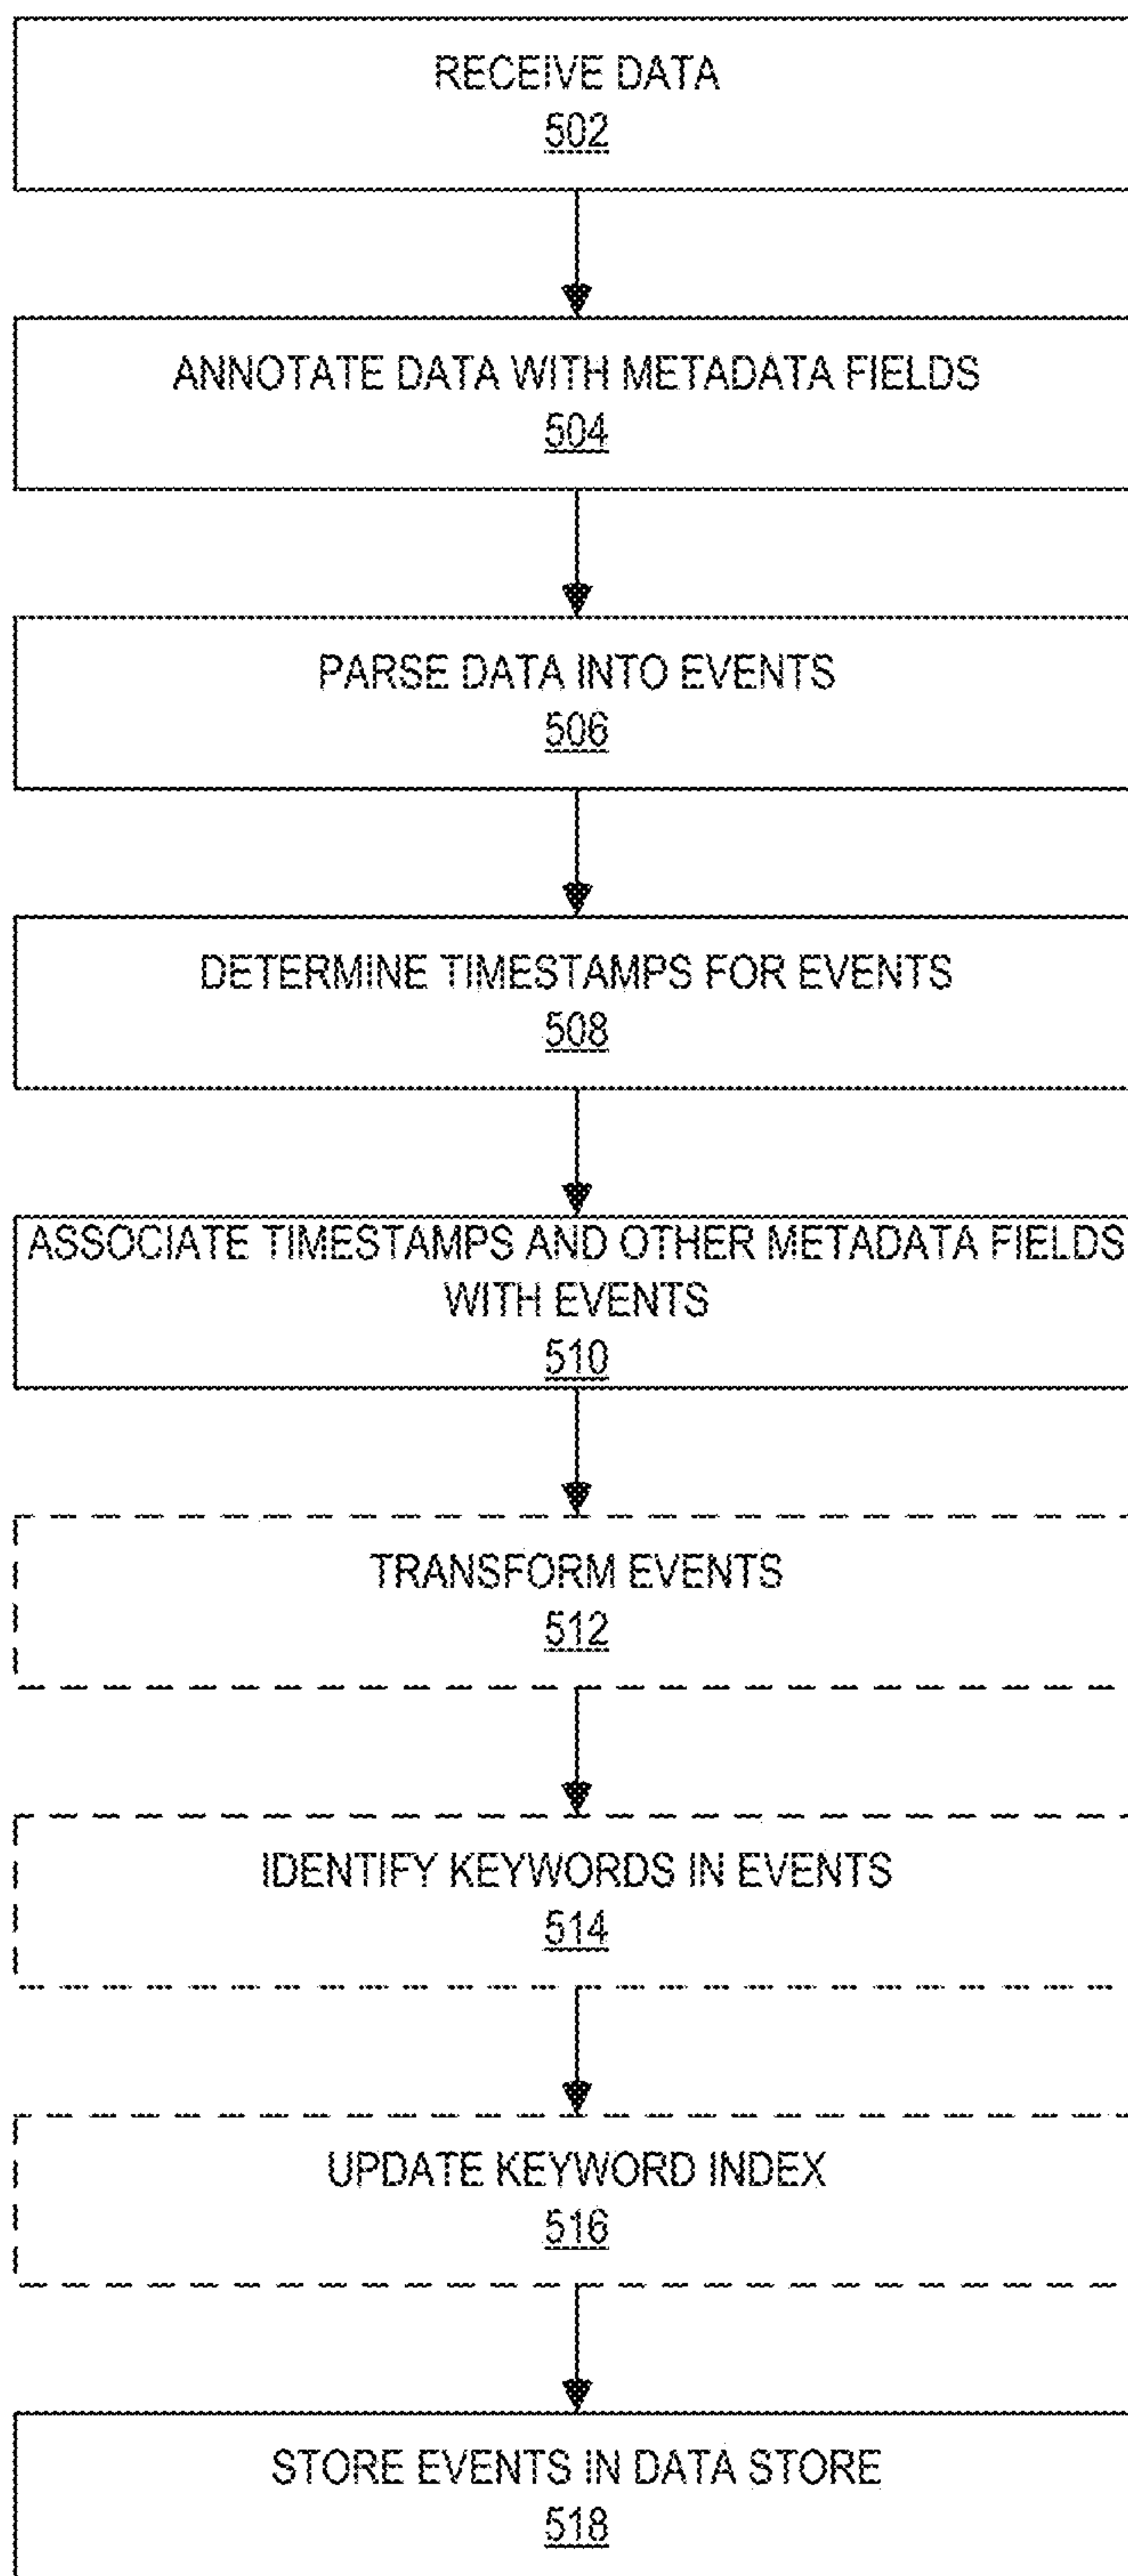 RECEIVE DATA
502
ANNOTATE DATA WITH METADATA FIELDS
504
PARSE DATA INTO EVENTS
506
DETERMINE TIMESTAMPS FOR EVENTS
508
ASSOCIATE TIMESTAMPS AND OTHER METADATA FIELDS
WITH EVENTS
510
TRANSFORM EVENTS
512
IDENTIFY KEYWORDS IN EVENTS
514
UPDATE KEYWORD INDEX
516
STORE EVENTS IN DATA STORE
518